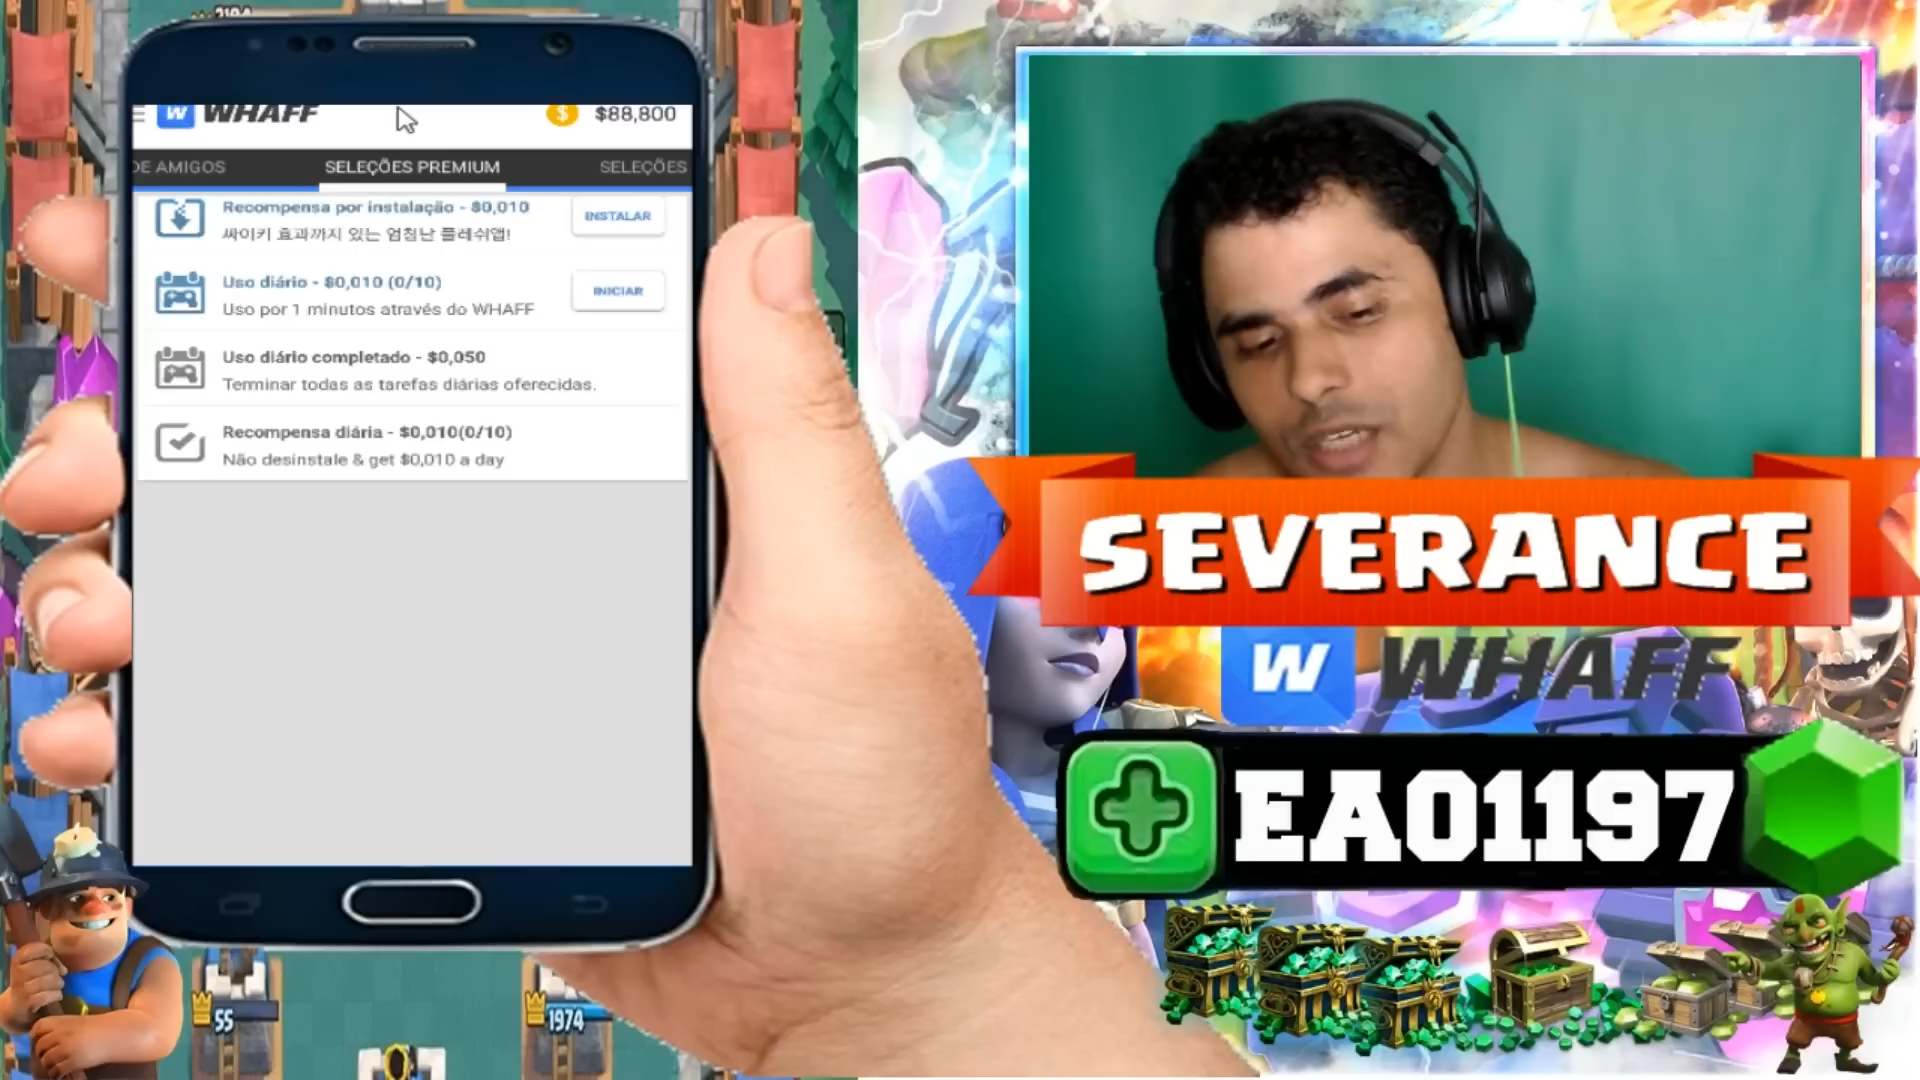 WHAFF
$88,800
DE AMIGOS
SELEÇÕES PREMIUM
SELEÇÕES
Recompensa por instalação - $0,010
싸이키 효과까지 있는 엄청난 플레쉬앱!
INSTALAR
Uso diário - $0,010 (0/10)
Uso por 1 minutos através do WHAFF
INICIAR
Uso diário completado - $0,050
Terminar todas as tarefas diárias oferecidas.
Recompensa diária - $0,010(0/10)
Não desinstale & get $0,010 a day
55
1974
SEVERANCE
W WHAFF
EA01197